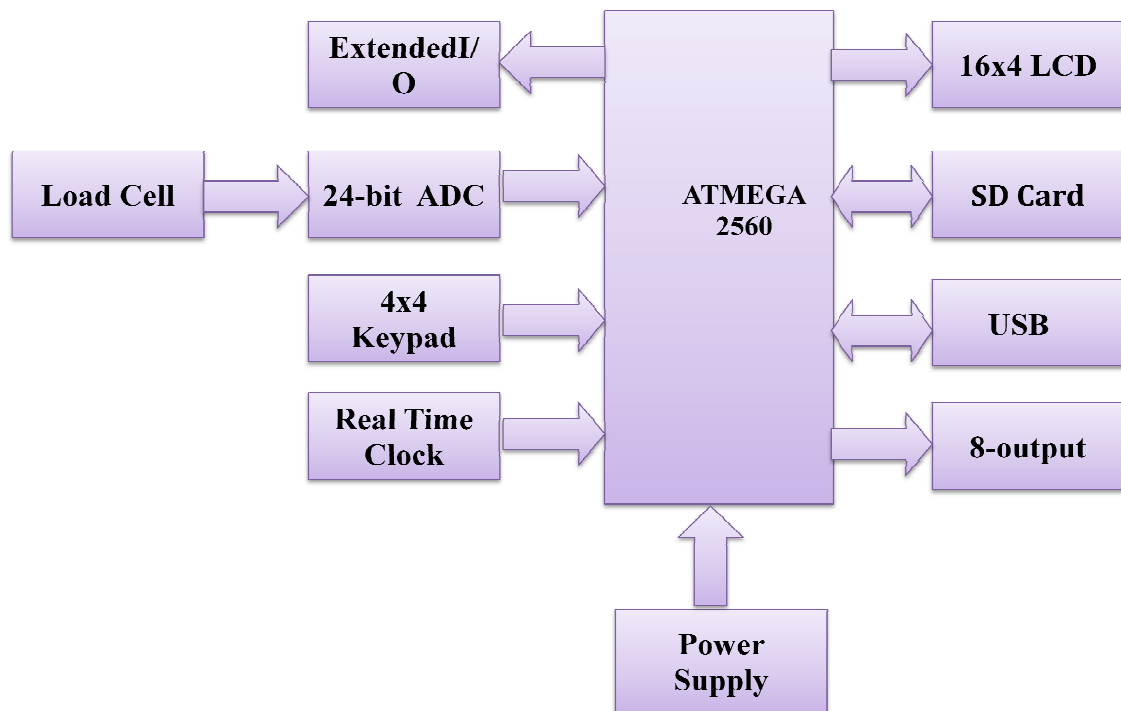 ExtendedI/
O
16x4 LCD
Load Cell
24-bit ADC
ATMEGA
2560
SD Card
4x4
Keypad
USB
Real Time
Clock
8-output
Power
Supply